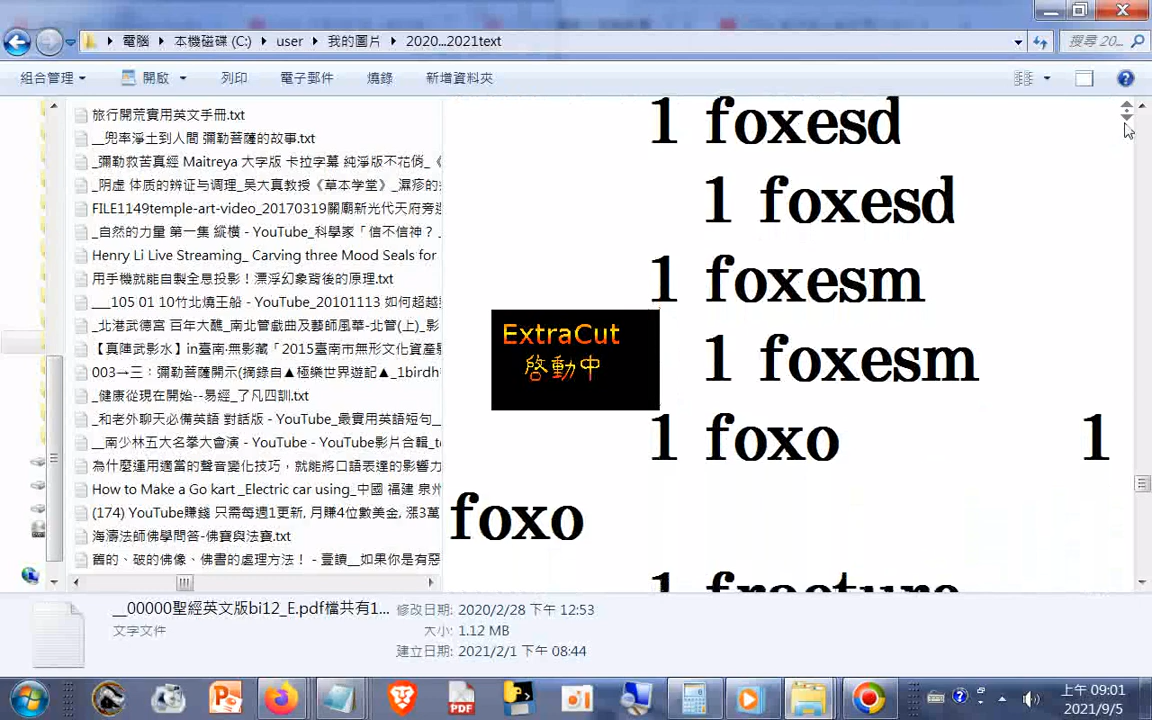 電腦 ▸ 本機磁碟 (C:) ▸ user ▸ 我的圖片 ▸ 2020...2021text
搜尋 20...
組合管理 開啟 列印 電子郵件 燒錄 新增資料夾
旅行開荒實用英文手冊.txt
__兜率淨土到人間 彌勒菩薩的故事.txt
_彌勒救苦真經 Maitreya 大字版 卡拉字幕 純淨版不花俏_《
_阴虚 体质的辨证与调理_吴大真教授《草本学堂》_濕疹的
FILE1149temple-art-video_20170319關廟新光代天府旁
_自然的力量 第一集 縱橫 - YouTube_科學家「信不信神？
Henry Li Live Streaming_ Carving three Mood Seals for
用手機就能自製全息投影！漂浮幻象背後的原理.txt
___105 01 10竹北燒王船 - YouTube_20101113 如何超越
_北港武德宮 百年大醮_南北管戲曲及藝師風華-北管(上)_影
【真陣武影水】in臺南·無影藏「2015臺南市無形文化資產
003→三：彌勒菩薩開示(摘錄自▲極樂世界遊記▲_1birdh
_健康從現在開始--易經_了凡四訓.txt
_和老外聊天必備英語 對話版 - YouTube_最實用英語短句
__南少林五大名拳大會演 - YouTube - YouTube影片合輯_t
為什麼運用適當的聲音變化技巧，就能將口語表達的影響力
How to Make a Go kart _Electric car using_中國 福建 泉州
(174) YouTube賺錢 只需每週1更新, 月賺4位數美金, 漲3萬
海濤法師佛學問答-佛寶與法寶.txt
舊的、破的佛像、佛書的處理方法！ - 壹讀__如果你是有惡
1 foxesd
1 foxesd
1 foxesm
1 foxesm
1 foxo 1
foxo
1 fracture
ExtraCut
啓動中
__00000聖經英文版bi12_E.pdf檔共有1...
文字文件
修改日期: 2020/2/28 下午 12:53
大小: 1.12 MB
建立日期: 2021/2/1 下午 08:44
上午 09:01
2021/9/5